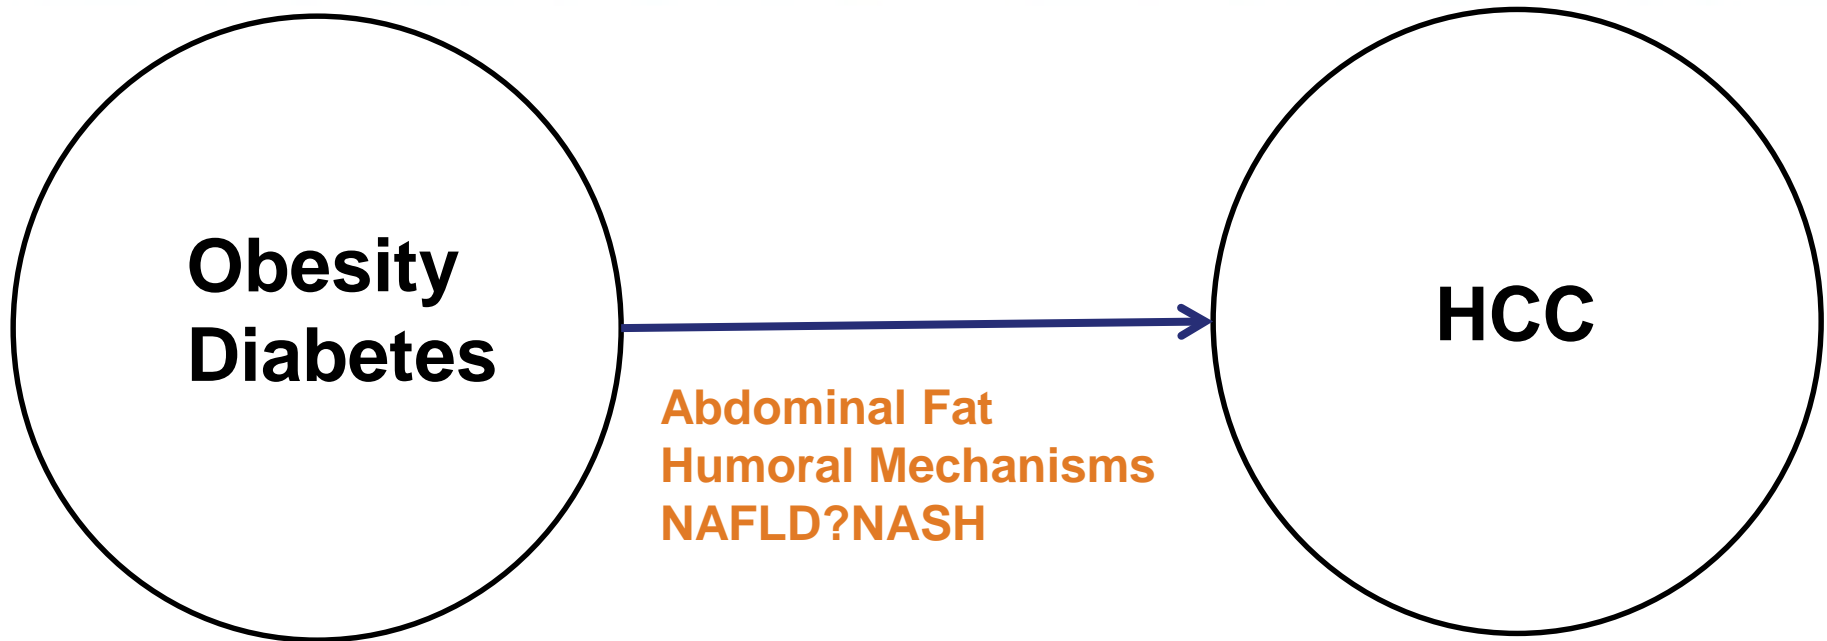 Obesity
Diabetes
Abdominal Fat
Humoral Mechanisms
NAFLD?NASH
HCC